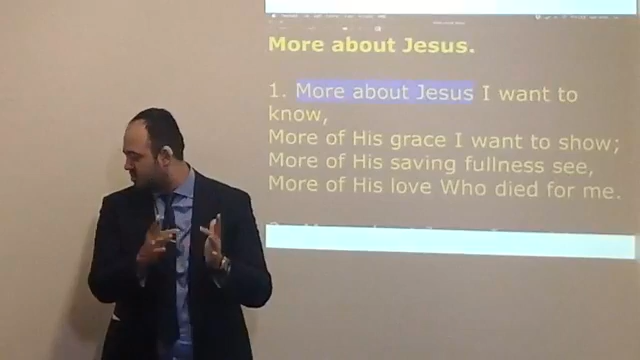 More about Jesus.
1. More about Jesus I want to
know,
More of His grace I want to show;
More of His saving fullness see,
More of His love Who died for me.